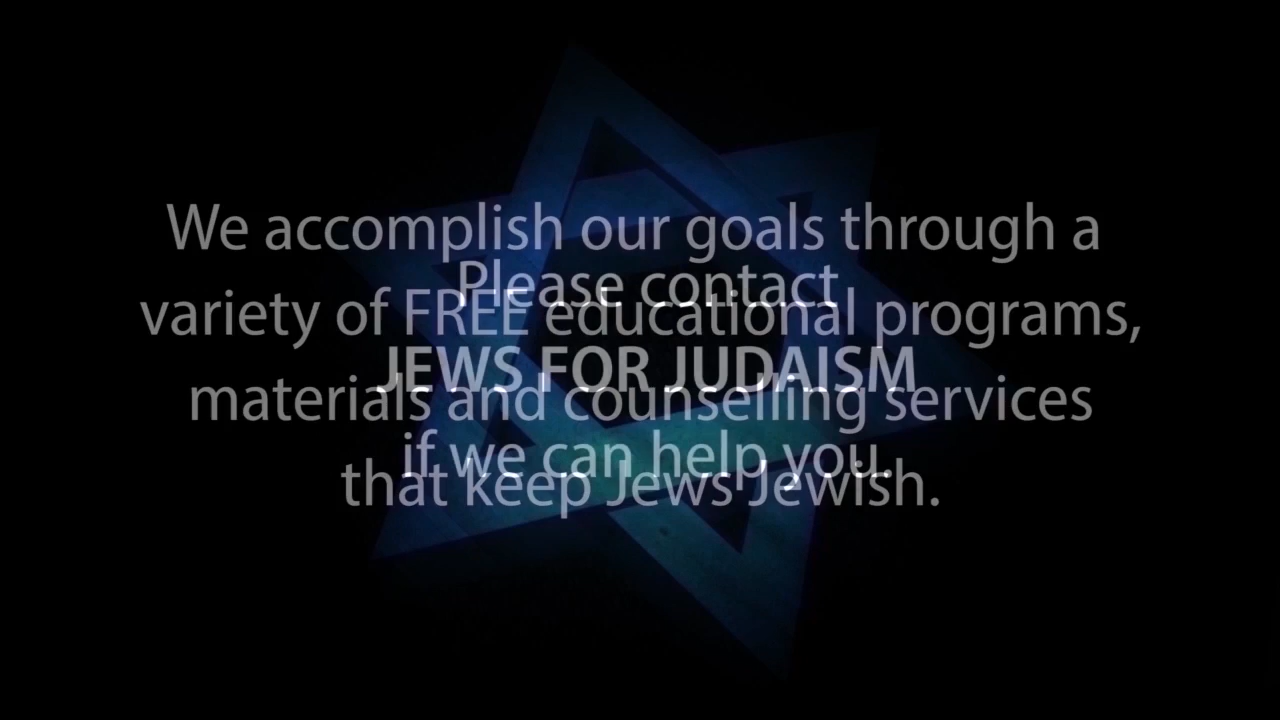 We accomplish our goals through a
Please contact
variety of FREE educational programs,
JEWS FOR JUDAISM
materials and counselling services
if we can help you.
that keep Jews Jewish.